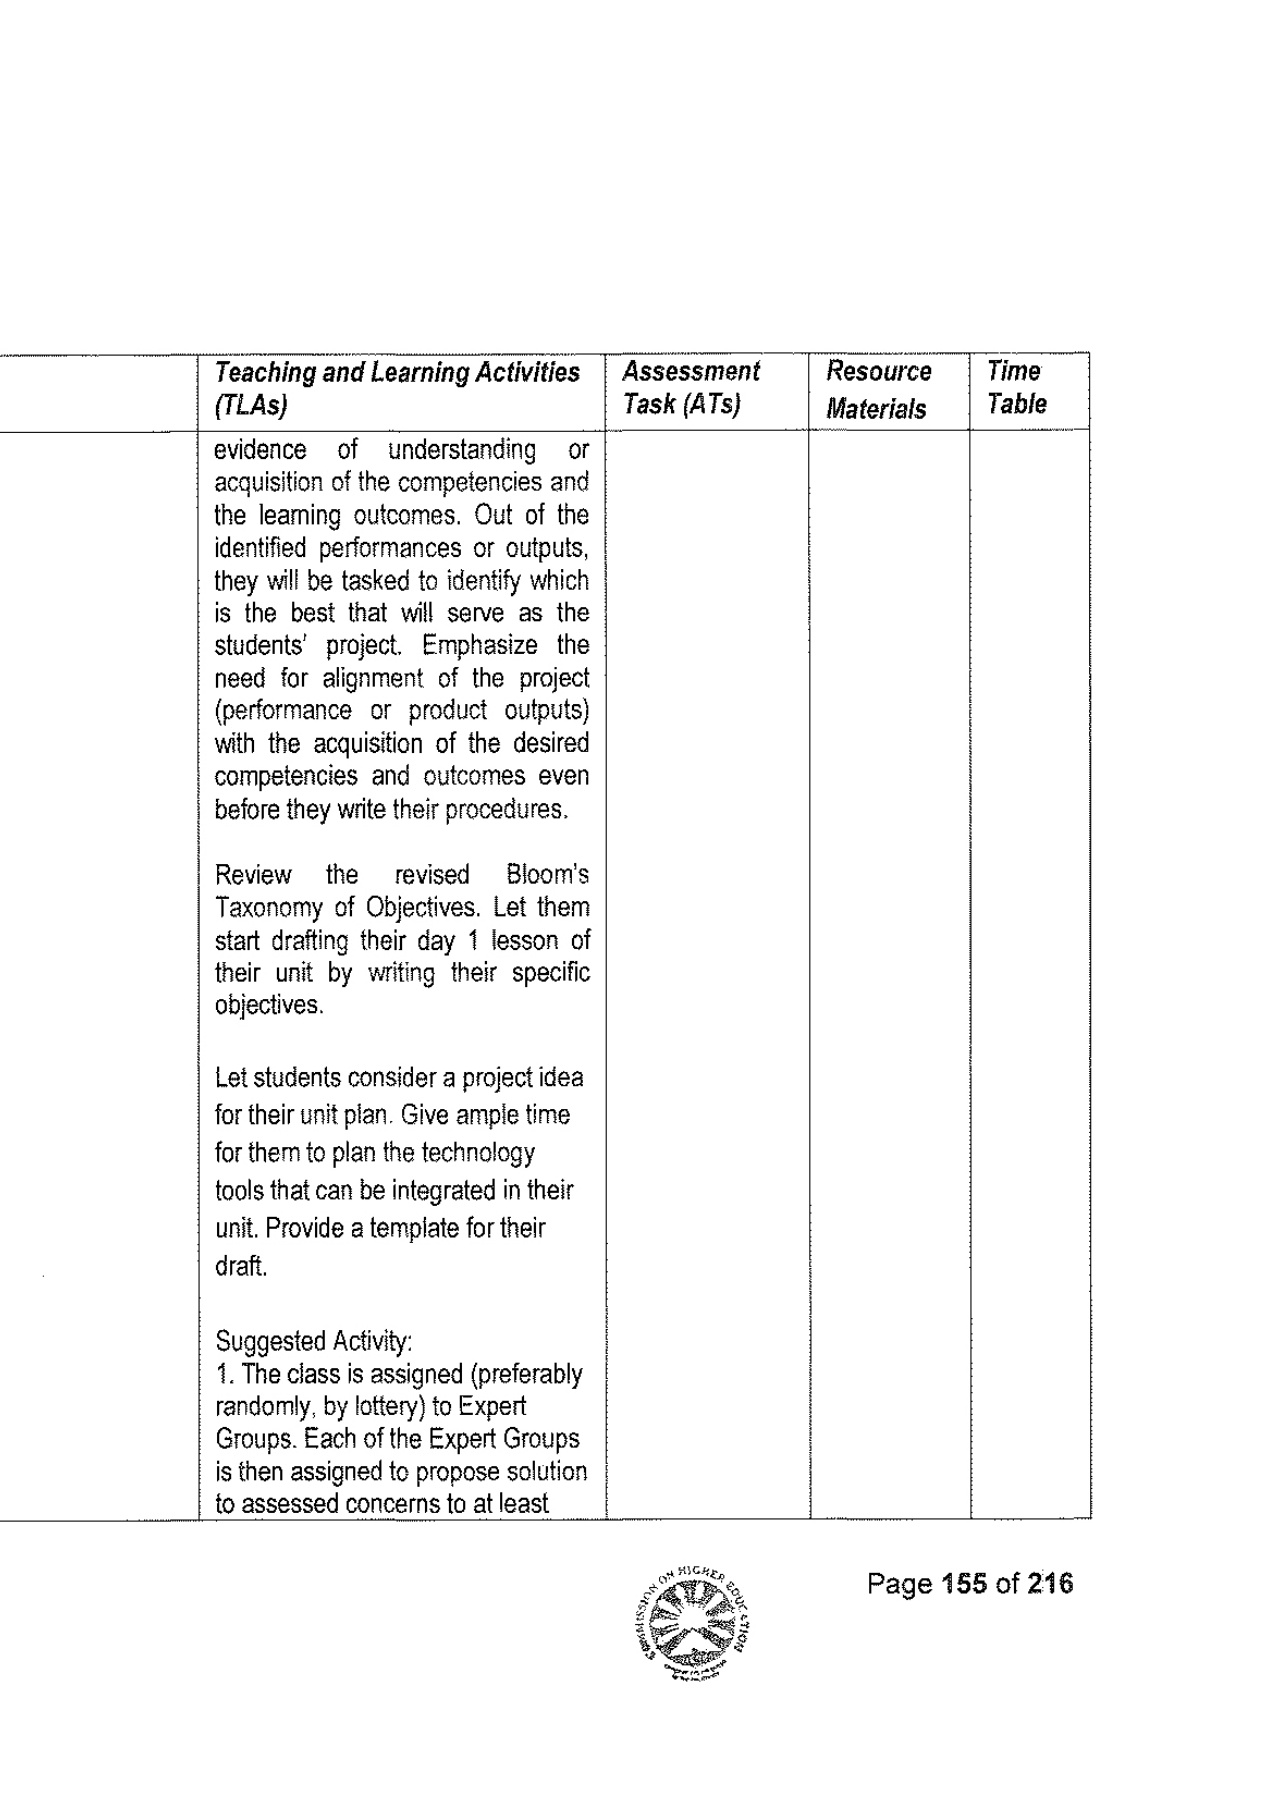 Teaching and Learning Activities
(TLAs)
Assessment
Task (ATs)
Resource
Materials
Time
Table
evidence of understanding or
acquisition of the competencies and
the learning outcomes. Out of the
identified performances or outputs,
they will be tasked to identify which
is the best that will serve as the
students' project. Emphasize the
need for alignment of the project
(performance or product outputs)
with the acquisition of the desired
competencies and outcomes even
before they write their procedures.
Review the revised Bloom's
Taxonomy of Objectives. Let them
start drafting their day 1 lesson of
their unit by writing their specific
objectives.
Let students consider a project idea
for their unit plan. Give ample time
for them to plan the technology
tools that can be integrated in their
unit. Provide a template for their
draft.
Suggested Activity:
1. The class is assigned (preferably
randomly, by lottery) to Expert
Groups. Each of the Expert Groups
is then assigned to propose solution
to assessed concerns to at least
COMMISSION ON HIGHER EDUCATION
Page 155 of 216